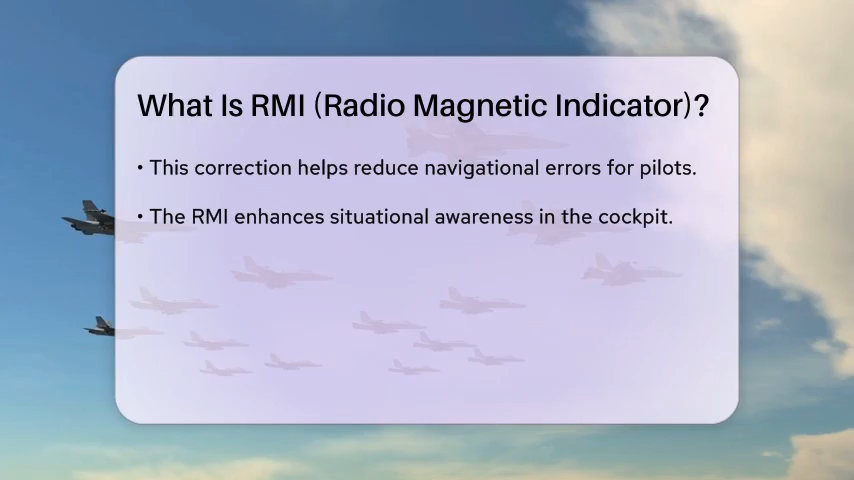 What Is RMI (Radio Magnetic Indicator)?
• This correction helps reduce navigational errors for pilots.
• The RMI enhances situational awareness in the cockpit.